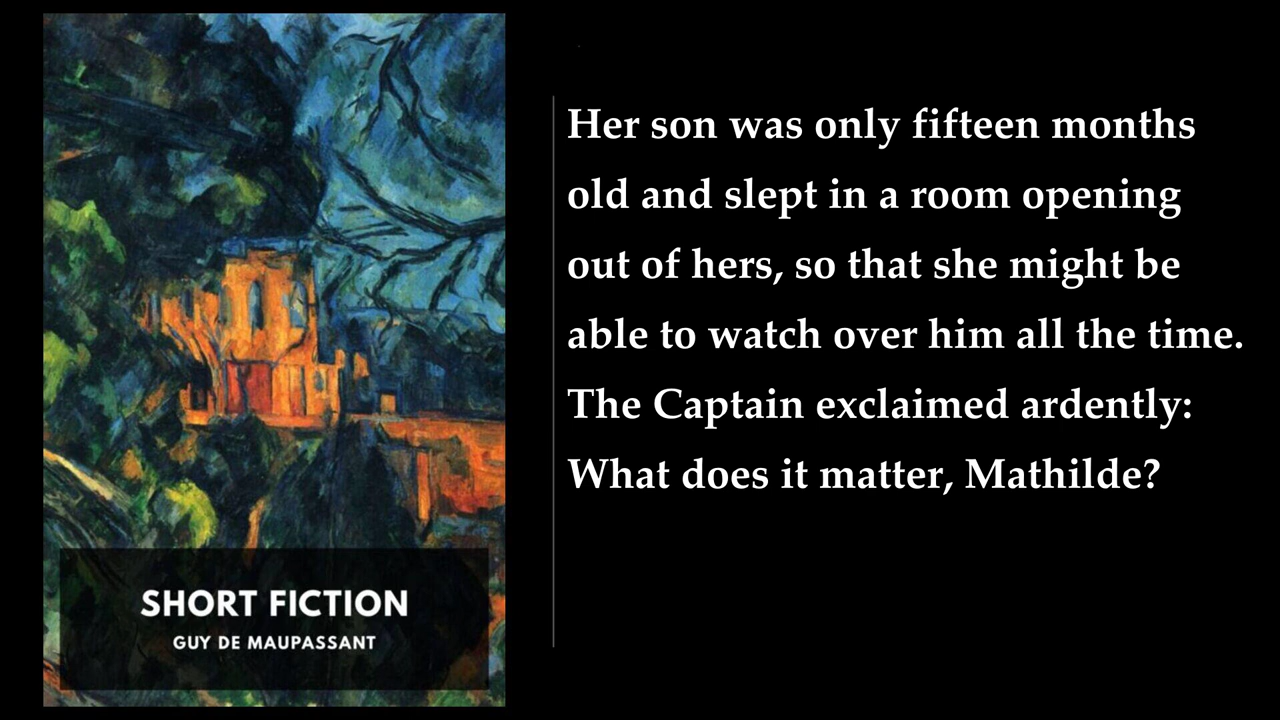 SHORT FICTION
GUY DE MAUPASSANT
Her son was only fifteen months
old and slept in a room opening
out of hers, so that she might be
able to watch over him all the time.
The Captain exclaimed ardently:
What does it matter, Mathilde?